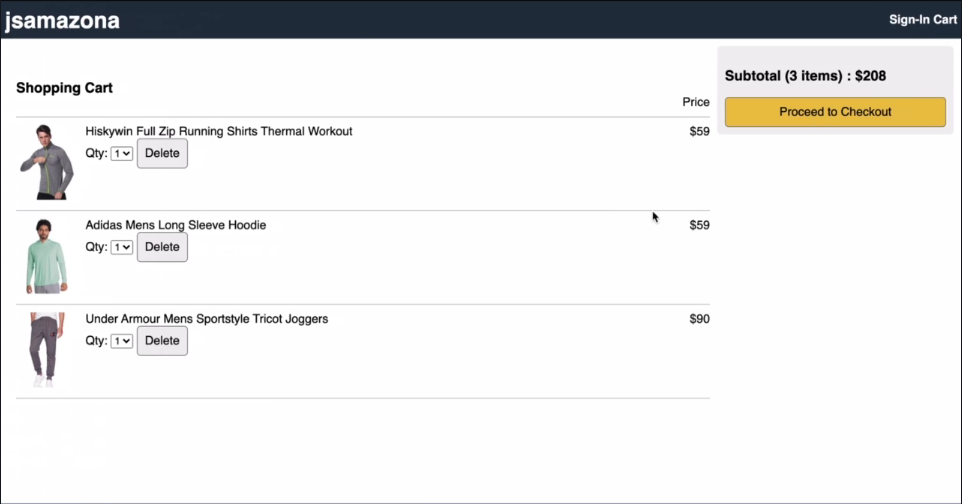 jsamazona
Sign-In Cart
Shopping Cart
Price
Hiskywin Full Zip Running Shirts Thermal Workout
$59
Qty: 1 Delete
Adidas Mens Long Sleeve Hoodie
$59
Qty: 1 Delete
Under Armour Mens Sportstyle Tricot Joggers
$90
Qty: 1 Delete
Subtotal (3 items) : $208
Proceed to Checkout